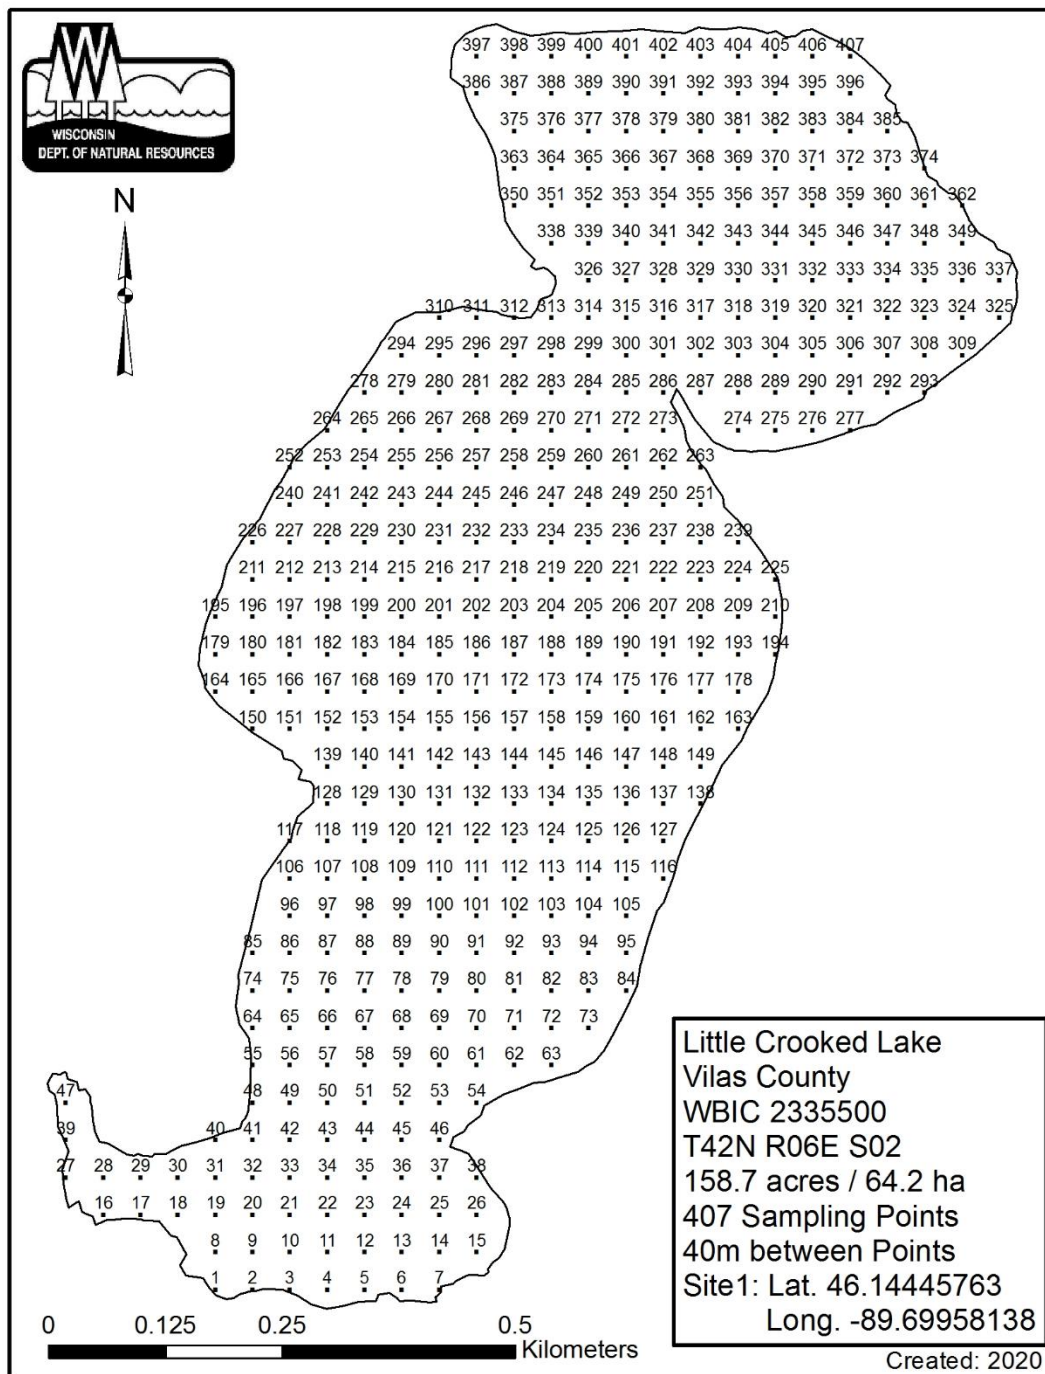 WISCONSIN
DEPT. OF NATURAL RESOURCES
N
397 398 399 400 401 402 403 404 405 406 407
386 387 388 389 390 391 392 393 394 395 396
375 376 377 378 379 380 381 382 383 384 385
363 364 365 366 367 368 369 370 371 372 373 374
350 351 352 353 354 355 356 357 358 359 360 361 362
338 339 340 341 342 343 344 345 346 347 348 349
326 327 328 329 330 331 332 333 334 335 336 337
310 311 312 313 314 315 316 317 318 319 320 321 322 323 324 325
294 295 296 297 298 299 300 301 302 303 304 305 306 307 308 309
278 279 280 281 282 283 284 285 286 287 288 289 290 291 292 293
264 265 266 267 268 269 270 271 272 273 274 275 276 277
252 253 254 255 256 257 258 259 260 261 262 263
240 241 242 243 244 245 246 247 248 249 250 251
226 227 228 229 230 231 232 233 234 235 236 237 238 239
211 212 213 214 215 216 217 218 219 220 221 222 223 224 225
195 196 197 198 199 200 201 202 203 204 205 206 207 208 209 210
179 180 181 182 183 184 185 186 187 188 189 190 191 192 193 194
164 165 166 167 168 169 170 171 172 173 174 175 176 177 178
150 151 152 153 154 155 156 157 158 159 160 161 162 163
139 140 141 142 143 144 145 146 147 148 149
128 129 130 131 132 133 134 135 136 137 138
117 118 119 120 121 122 123 124 125 126 127
106 107 108 109 110 111 112 113 114 115 116
96 97 98 99 100 101 102 103 104 105
85 86 87 88 89 90 91 92 93 94 95
74 75 76 77 78 79 80 81 82 83 84
64 65 66 67 68 69 70 71 72 73
55 56 57 58 59 60 61 62 63
47 48 49 50 51 52 53 54
39 40 41 42 43 44 45 46
27 28 29 30 31 32 33 34 35 36 37 38
16 17 18 19 20 21 22 23 24 25 26
8 9 10 11 12 13 14 15
1 2 3 4 5 6 7
0 0.125 0.25 0.5
Kilometers
Little Crooked Lake
Vilas County
WBIC 2335500
T42N R06E S02
158.7 acres / 64.2 ha
407 Sampling Points
40m between Points
Site1: Lat. 46.14445763
Long. -89.69958138
Created: 2020